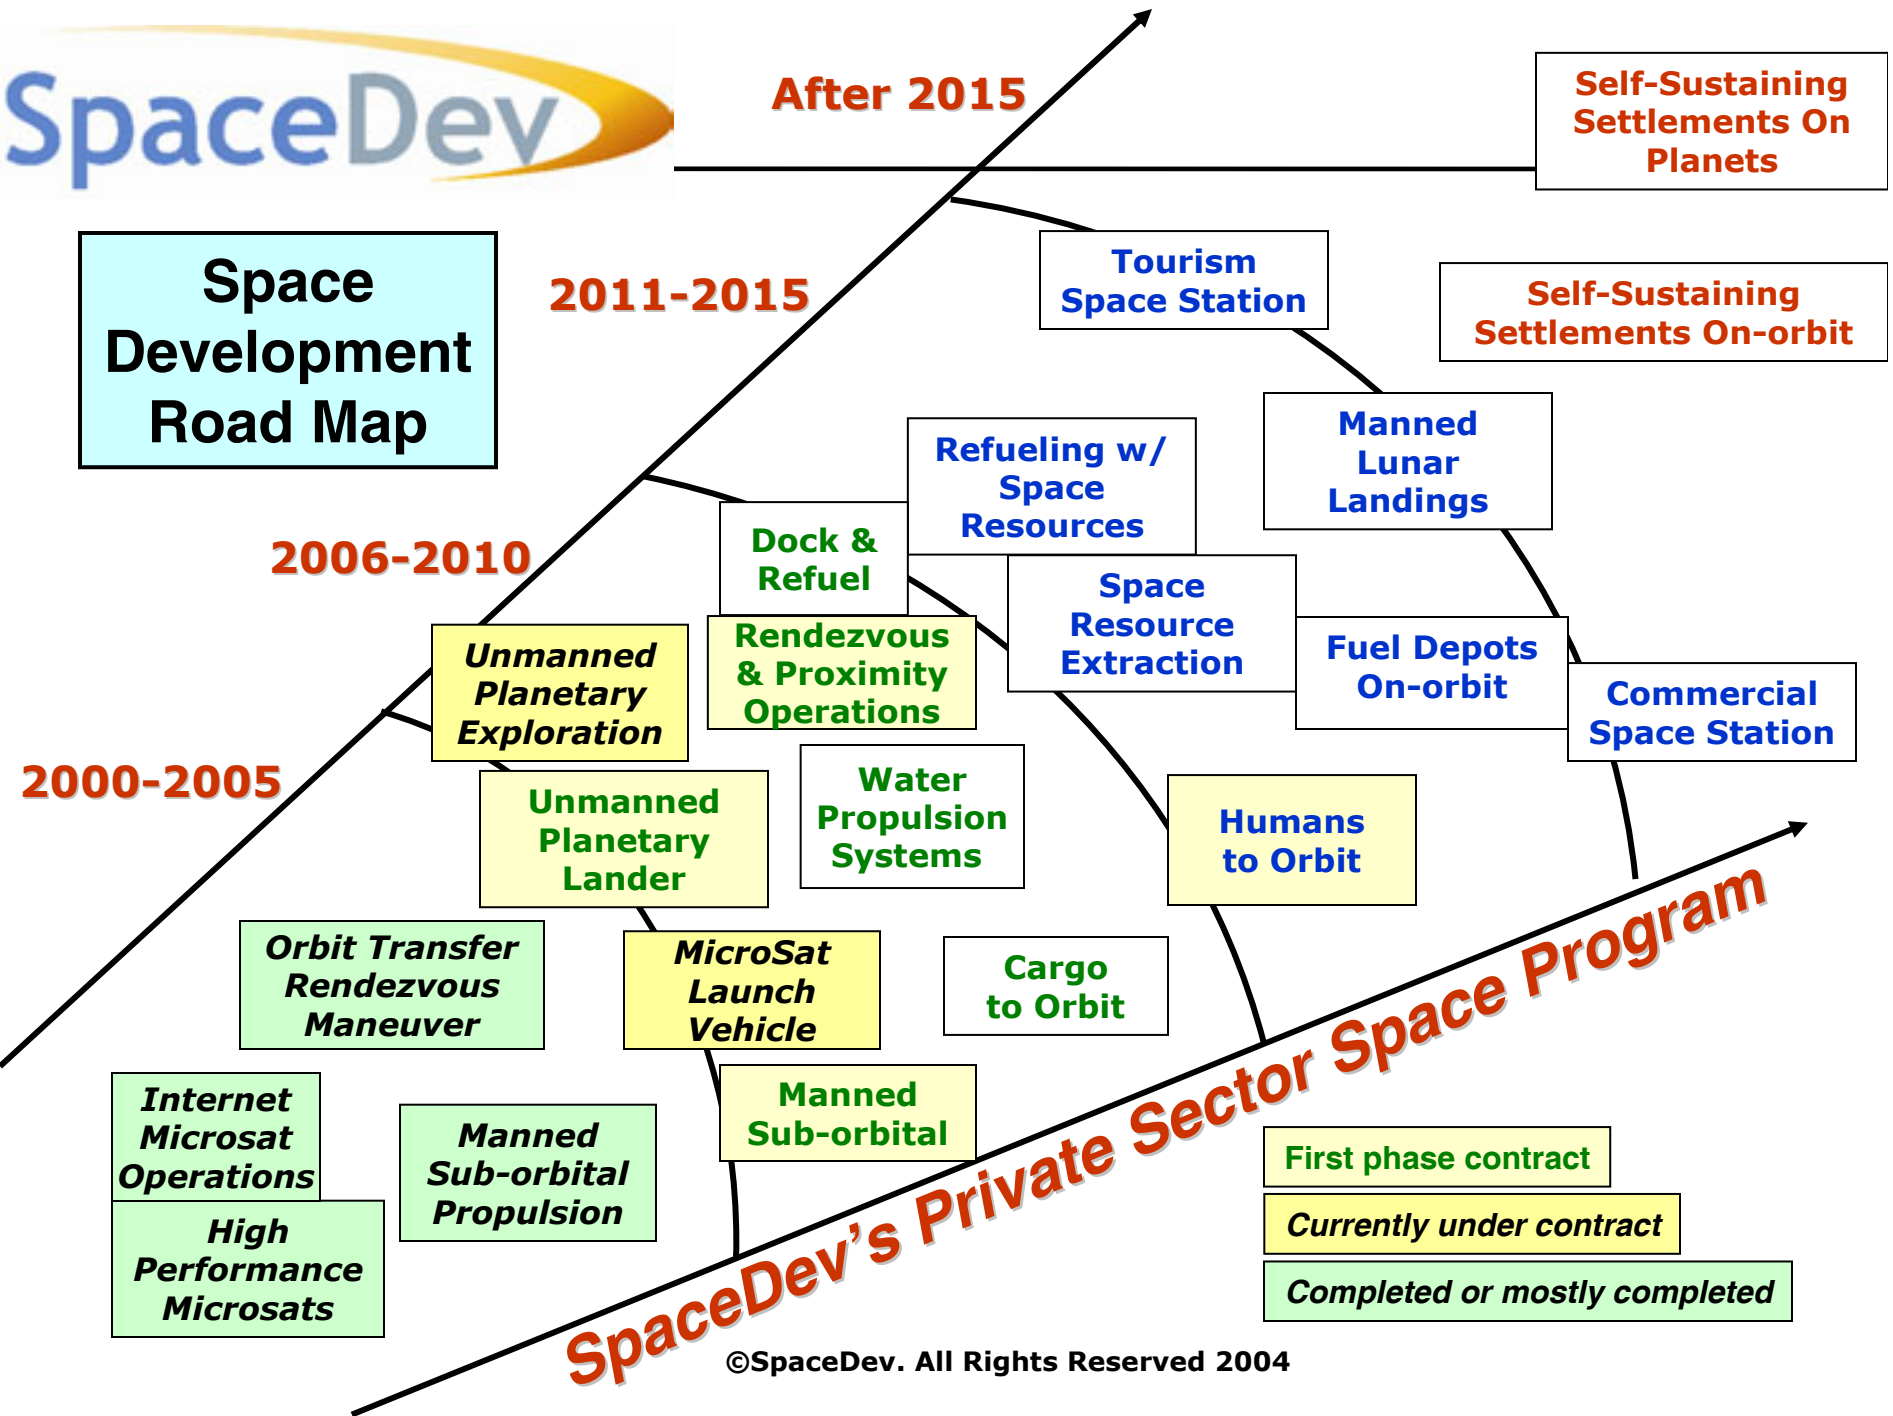 SpaceDev
After 2015
Self-Sustaining
Settlements On
Planets
Space
Development
Road Map
2011-2015
Tourism
Space Station
Self-Sustaining
Settlements On-orbit
Manned
Lunar
Landings
Refueling w/
Space
Resources
Dock &
Refuel
2006-2010
Space
Resource
Extraction
Rendezvous
& Proximity
Operations
Fuel Depots
On-orbit
Commercial
Space Station
Unmanned
Planetary
Exploration
2000-2005
Unmanned
Planetary
Lander
Water
Propulsion
Systems
Humans
to Orbit
Orbit Transfer
Rendezvous
Maneuver
MicroSat
Launch
Vehicle
Cargo
to Orbit
Manned
Sub-orbital
Internet
Microsat
Operations
Manned
Sub-orbital
Propulsion
High
Performance
Microsats
SpaceDev’s Private Sector Space Program
First phase contract
Currently under contract
Completed or mostly completed
©SpaceDev. All Rights Reserved 2004